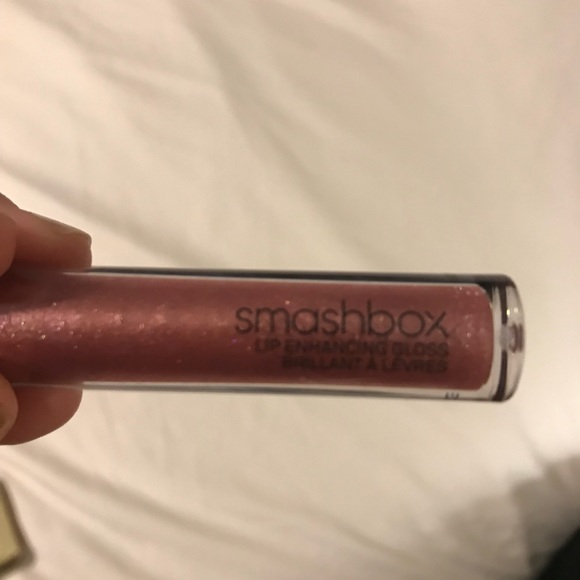 smashbox
LIP ENHANCING GLOSS
BRILLANT À LÈVRES